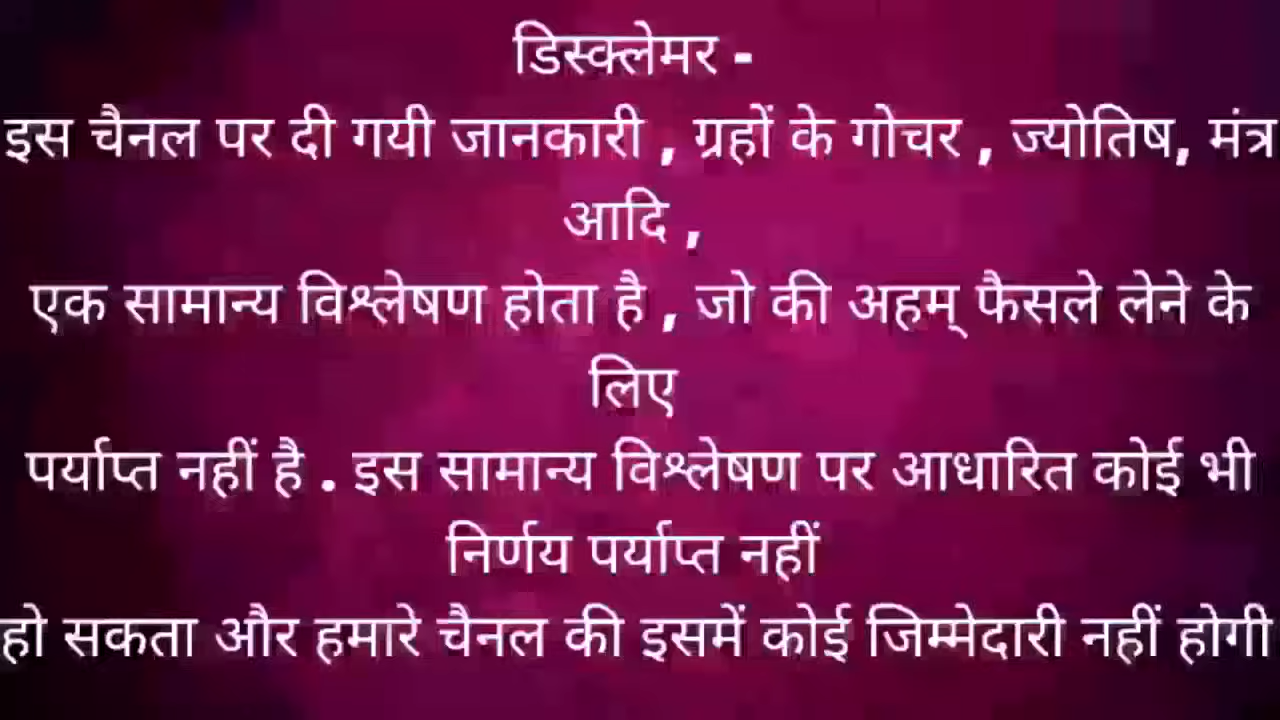 डिस्क्लेमर -
इस चैनल पर दी गयी जानकारी , ग्रहों के गोचर , ज्योतिष, मंत्र
आदि ,
एक सामान्य विश्लेषण होता है , जो की अहम् फैसले लेने के
लिए
पर्याप्त नहीं है . इस सामान्य विश्लेषण पर आधारित कोई भी
निर्णय पर्याप्त नहीं
हो सकता और हमारे चैनल की इसमें कोई जिम्मेदारी नहीं होगी